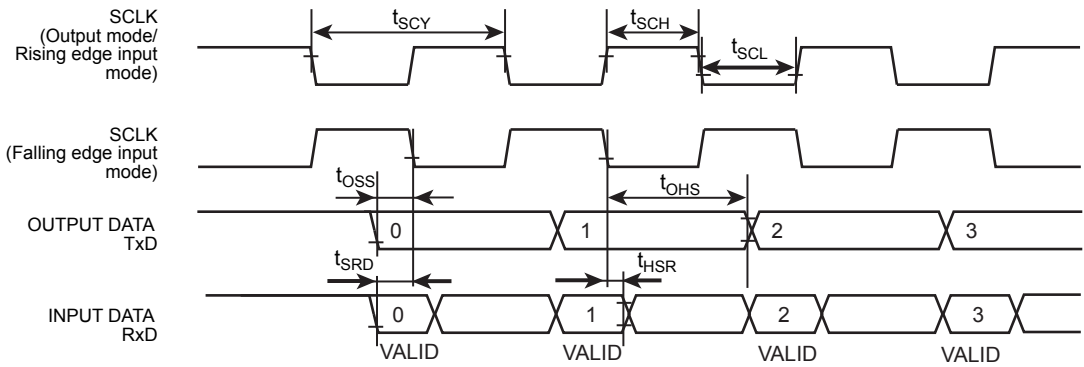 SCLK
(Output mode/
Rising edge input
mode)
tSCY
tSCH
tSCL
SCLK
(Falling edge input
mode)
tOSS
tOHS
OUTPUT DATA
TxD
0
1
2
3
tSRD
tHSR
INPUT DATA
RxD
0
1
2
3
VALID
VALID
VALID
VALID